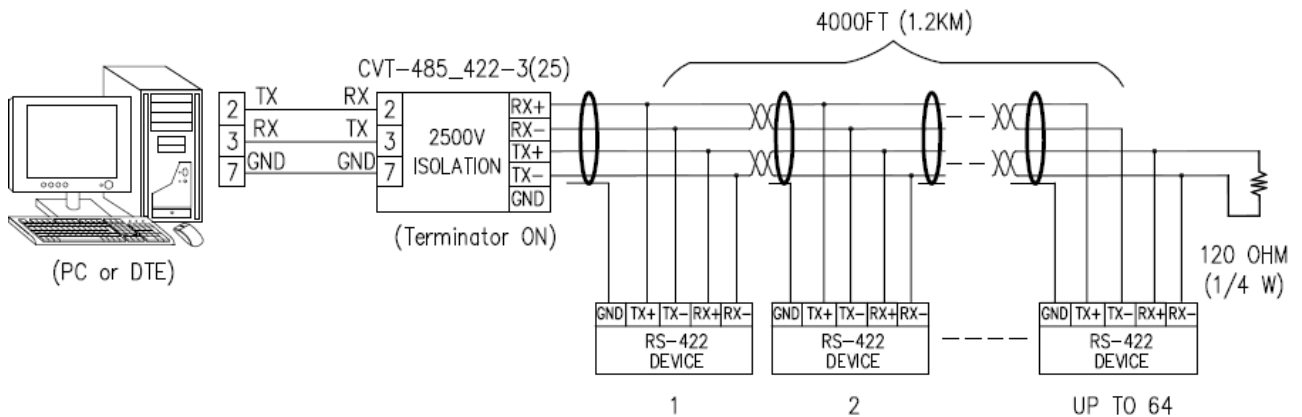 4000FT (1.2KM)
CVT-485_422-3(25)
2 TX RX 2
3 RX TX 3
7 GND GND 7
2500V
ISOLATION
RX+
RX-
TX+
TX-
GND
(Terminator ON)
(PC or DTE)
120 OHM
(1/4 W)
GND TX+ TX- RX+ RX-
RS-422
DEVICE
1
GND TX+ TX- RX+ RX-
RS-422
DEVICE
2
GND TX+ TX- RX+ RX-
RS-422
DEVICE
UP TO 64